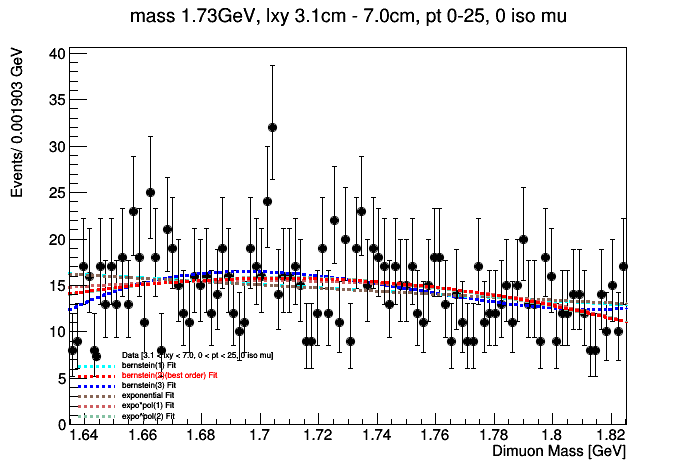 mass 1.73GeV, lxy 3.1cm - 7.0cm, pt 0-25, 0 iso mu
Events/ 0.001903 GeV
40
35
30
25
20
15
10
5
0
Data [3.1 < lxy < 7.0, 0 < pt < 25, 0 iso mu]
bernstein(1) Fit
bernstein(2) (best order) Fit
bernstein(3) Fit
exponential Fit
expo*pol(1) Fit
expo*pol(2) Fit
1.64 1.66 1.68 1.7 1.72 1.74 1.76 1.78 1.8 1.82
Dimuon Mass [GeV]